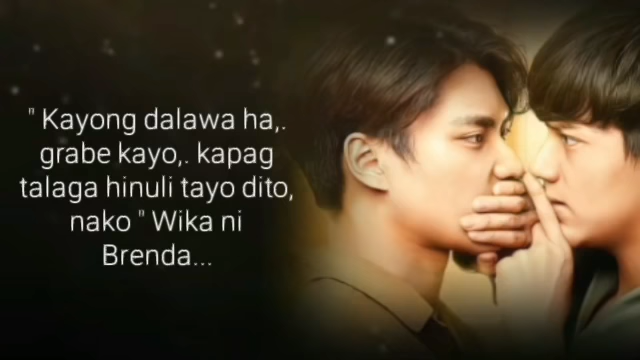 " Kayong dalawa ha,.
grabe kayo,. kapag
talaga hinuli tayo dito,
nako " Wika ni
Brenda...